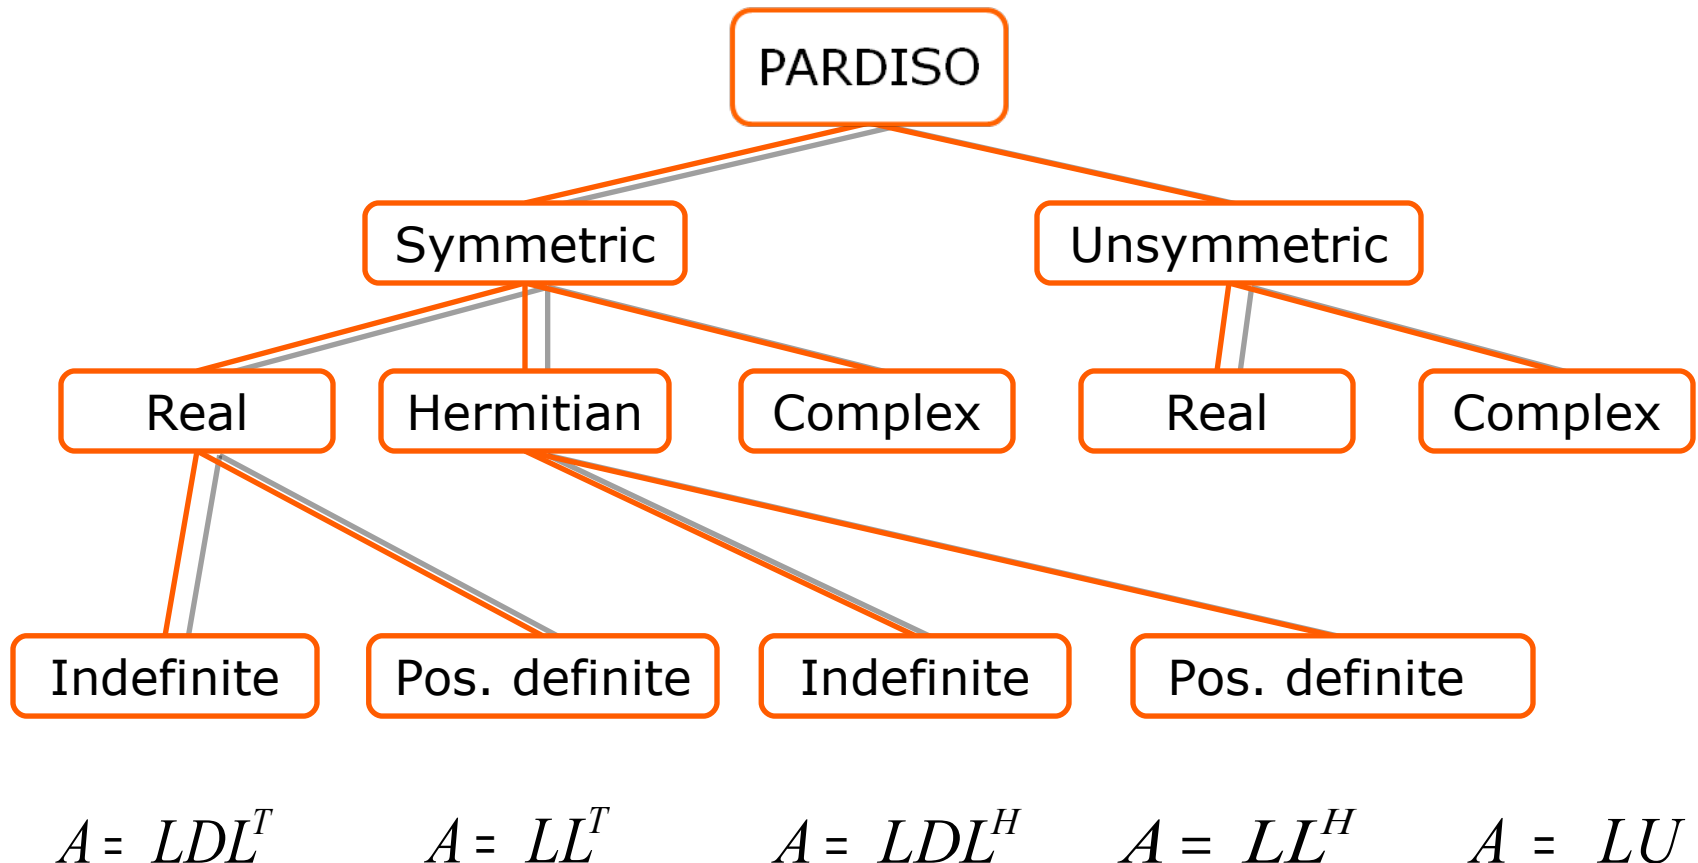 PARDISO
Symmetric Unsymmetric
Real Hermitian Complex Real Complex
Indefinite Pos. definite Indefinite Pos. definite
A = LDL^T A = LL^T A = LDL^H A = LL^H A = LU